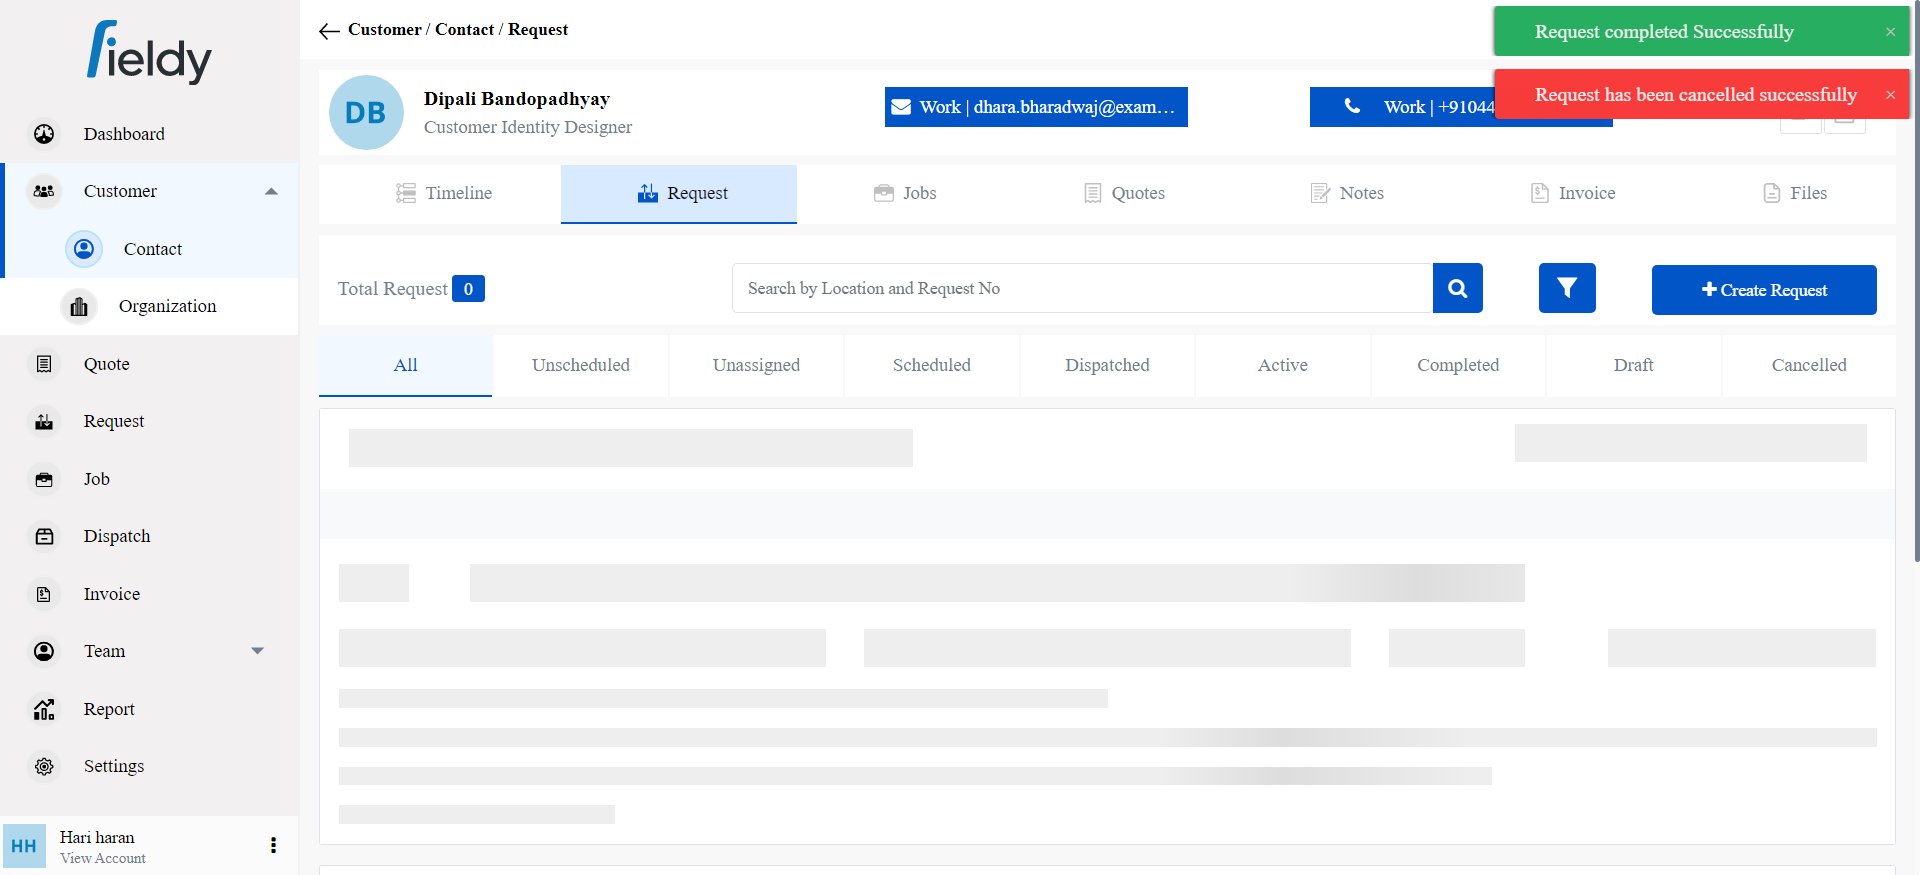 fieldy
Dashboard
Customer
Contact
Organization
Quote
Request
Job
Dispatch
Invoice
Team
Report
Settings
HH
Hari haran
View Account
Customer / Contact / Request
Request completed Successfully ×
Request has been cancelled successfully ×
DB
Dipali Bandopadhyay
Customer Identity Designer
Work | dhara.bharadwaj@exam...
Work | +91044
Timeline
Request
Jobs
Quotes
Notes
Invoice
Files
Total Request 0
Search by Location and Request No
Create Request
All
Unscheduled
Unassigned
Scheduled
Dispatched
Active
Completed
Draft
Cancelled